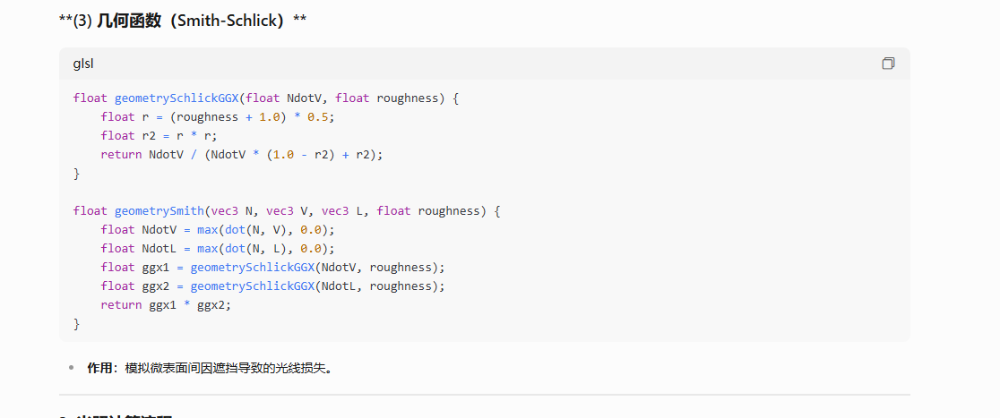 **(3) 几何函数（Smith-Schlick）**
glsl
float geometrySchlickGGX(float NdotV, float roughness) {
    float r = (roughness + 1.0) * 0.5;
    float r2 = r * r;
    return NdotV / (NdotV * (1.0 - r2) + r2);
}
float geometrySmith(vec3 N, vec3 V, vec3 L, float roughness) {
    float NdotV = max(dot(N, V), 0.0);
    float NdotL = max(dot(N, L), 0.0);
    float ggx1 = geometrySchlickGGX(NdotV, roughness);
    float ggx2 = geometrySchlickGGX(NdotL, roughness);
    return ggx1 * ggx2;
}
• 作用：模拟微表面间因遮挡导致的光线损失。